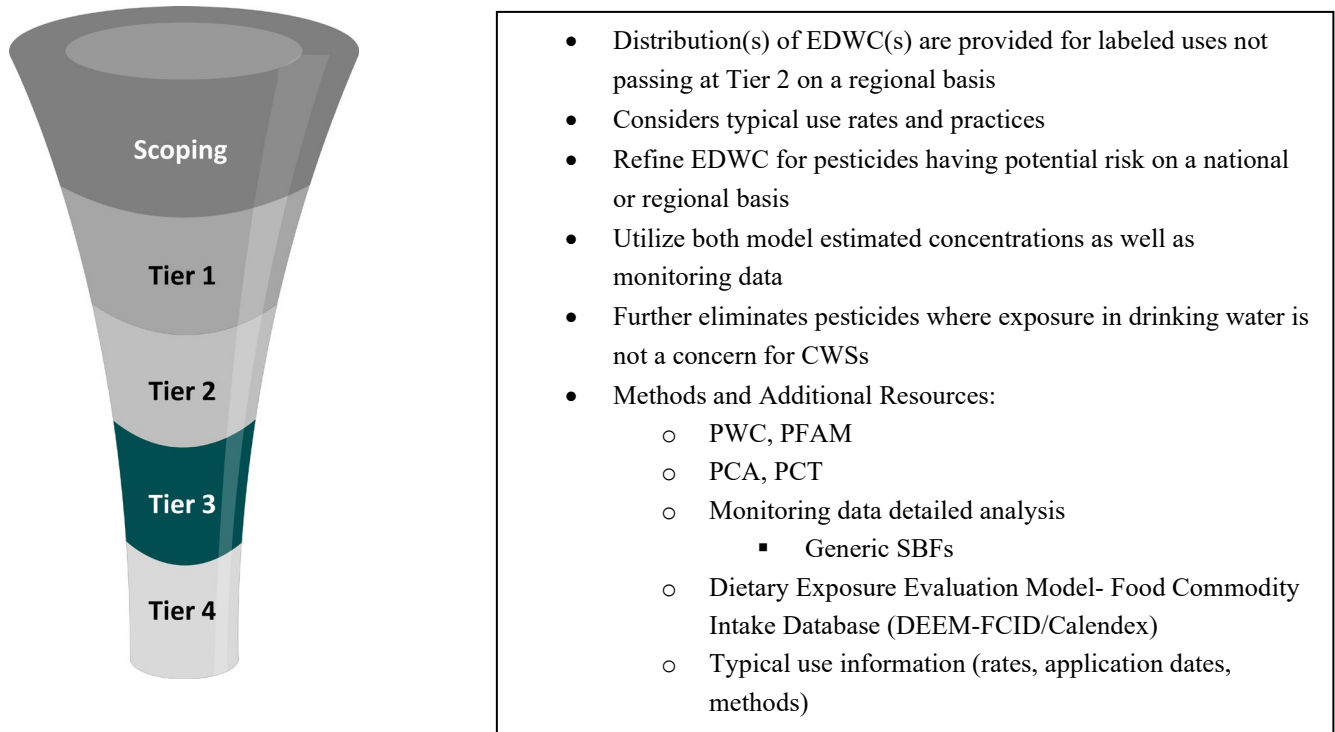 Scoping
Tier 1
Tier 2
Tier 3
Tier 4
• Distribution(s) of EDWC(s) are provided for labeled uses not
passing at Tier 2 on a regional basis
• Considers typical use rates and practices
• Refine EDWC for pesticides having potential risk on a national
or regional basis
• Utilize both model estimated concentrations as well as
monitoring data
• Further eliminates pesticides where exposure in drinking water is
not a concern for CWSs
• Methods and Additional Resources:
o PWC, PFAM
o PCA, PCT
o Monitoring data detailed analysis
▪ Generic SBFs
o Dietary Exposure Evaluation Model- Food Commodity
Intake Database (DEEM-FCID/Calendex)
o Typical use information (rates, application dates,
methods)